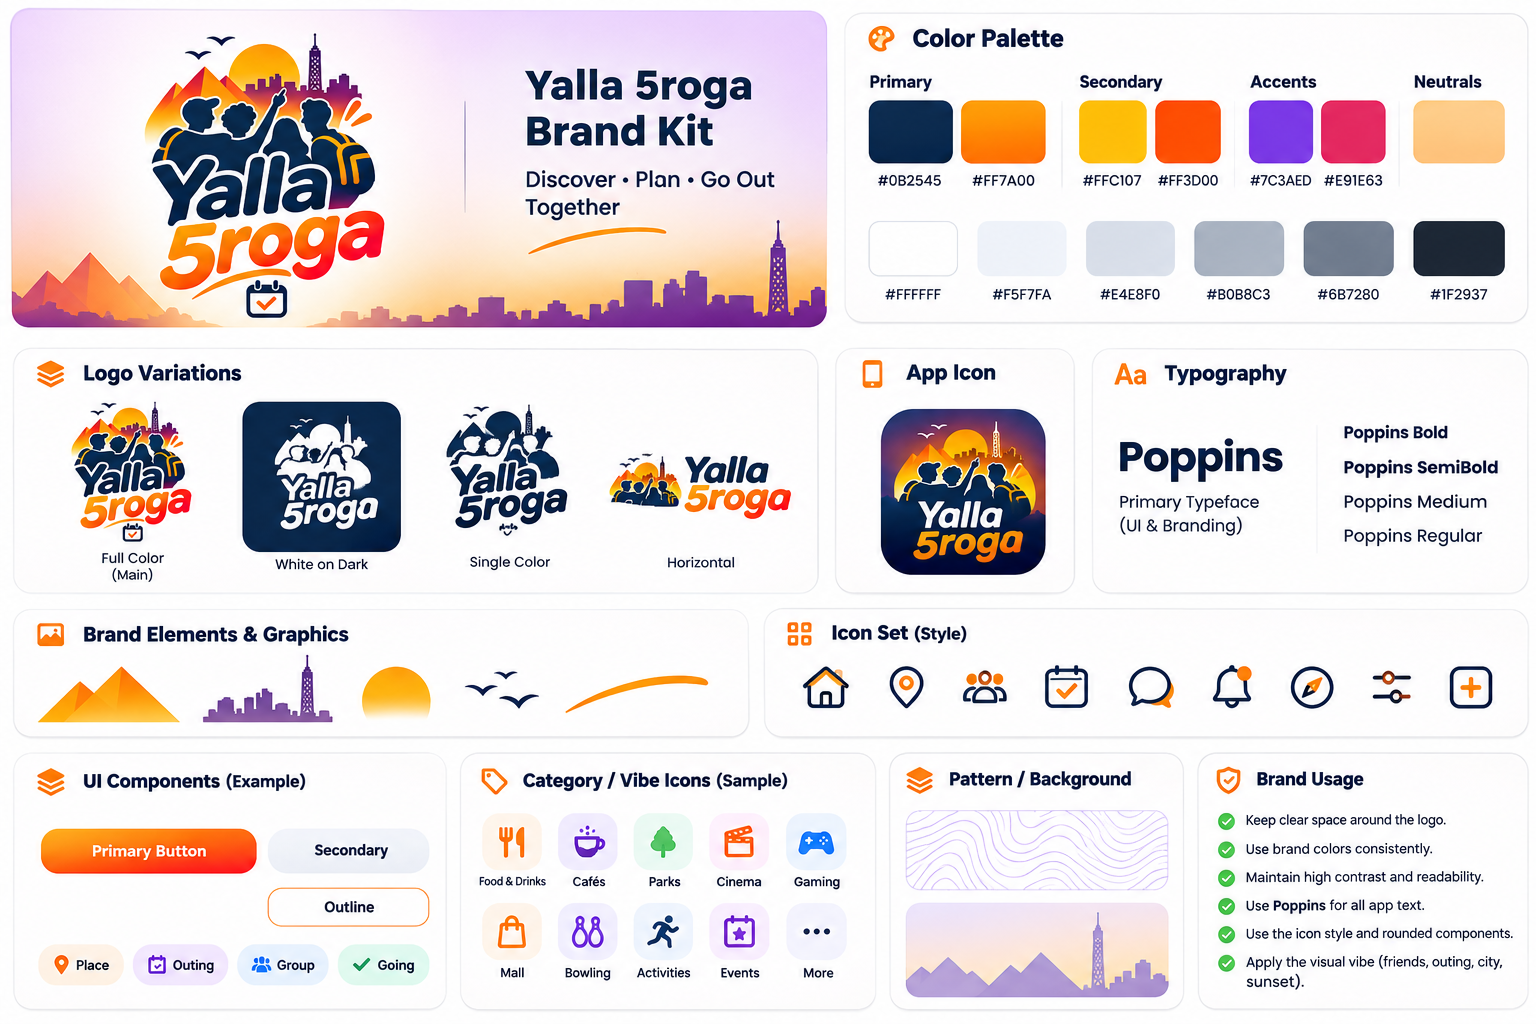 Yalla
5roga
Yalla 5roga
Brand Kit
Discover • Plan • Go Out
Together
Color Palette
Primary
Secondary
Accents
Neutrals
#0B2545
#FF7A00
#FFC107
#FF3D00
#7C3AED
#E91E63
#FFFFFF
#F5F7FA
#E4E8F0
#B0B8C3
#6B7280
#1F2937
Logo Variations
Yalla
5roga
Full Color
(Main)
Yalla
5roga
White on Dark
Yalla
5roga
Single Color
Yalla
5roga
Horizontal
App Icon
Yalla
5roga
Aa Typography
Poppins
Primary Typeface
(UI & Branding)
Poppins Bold
Poppins SemiBold
Poppins Medium
Poppins Regular
Brand Elements & Graphics
Icon Set (Style)
UI Components (Example)
Primary Button
Secondary
Outline
Place
Outing
Group
Going
Category / Vibe Icons (Sample)
Food & Drinks
Cafés
Parks
Cinema
Gaming
Mall
Bowling
Activities
Events
More
Pattern / Background
Brand Usage
Keep clear space around the logo.
Use brand colors consistently.
Maintain high contrast and readability.
Use Poppins for all app text.
Use the icon style and rounded components.
Apply the visual vibe (friends, outing, city,
sunset).